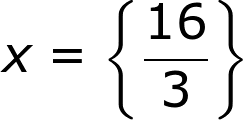 x = {16/3}